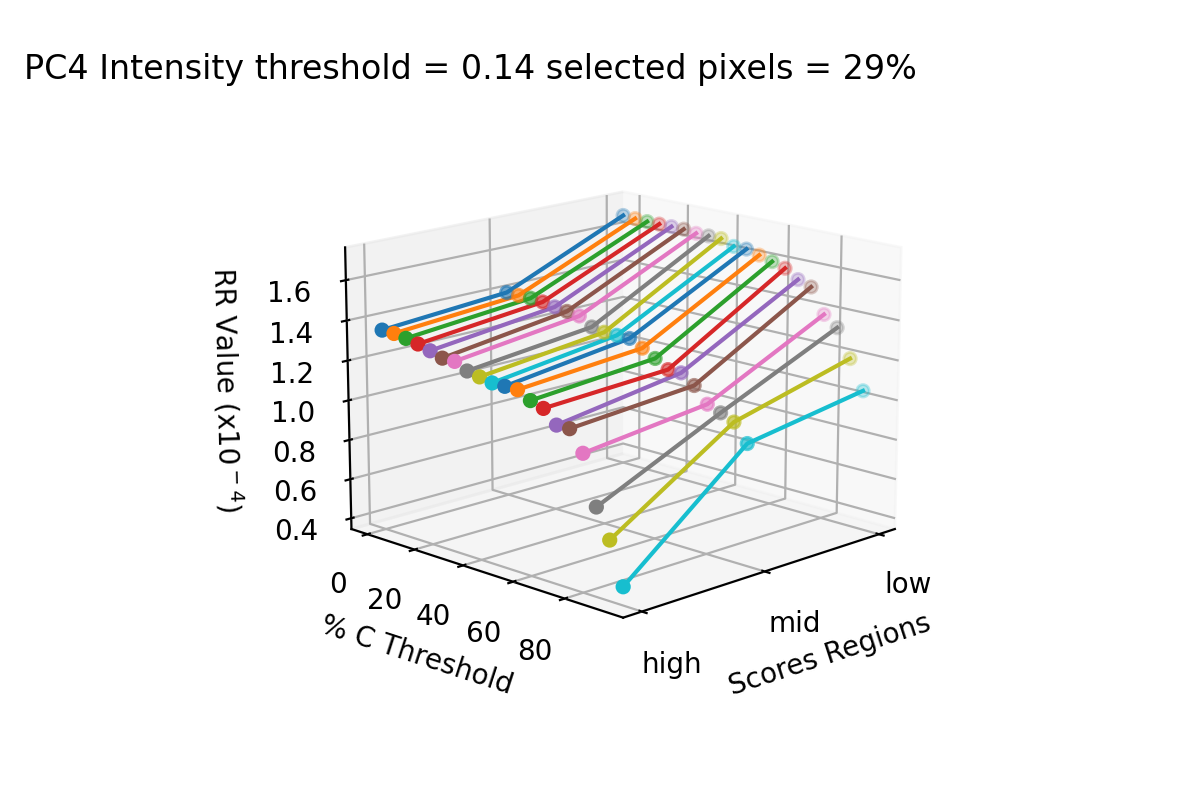 PC4 Intensity threshold = 0.14 selected pixels = 29%
RR Value (x10⁻⁴)
1.6
1.4
1.2
1.0
0.8
0.6
0.4
0
20
40
60
80
% C Threshold
high
mid
low
Scores Regions